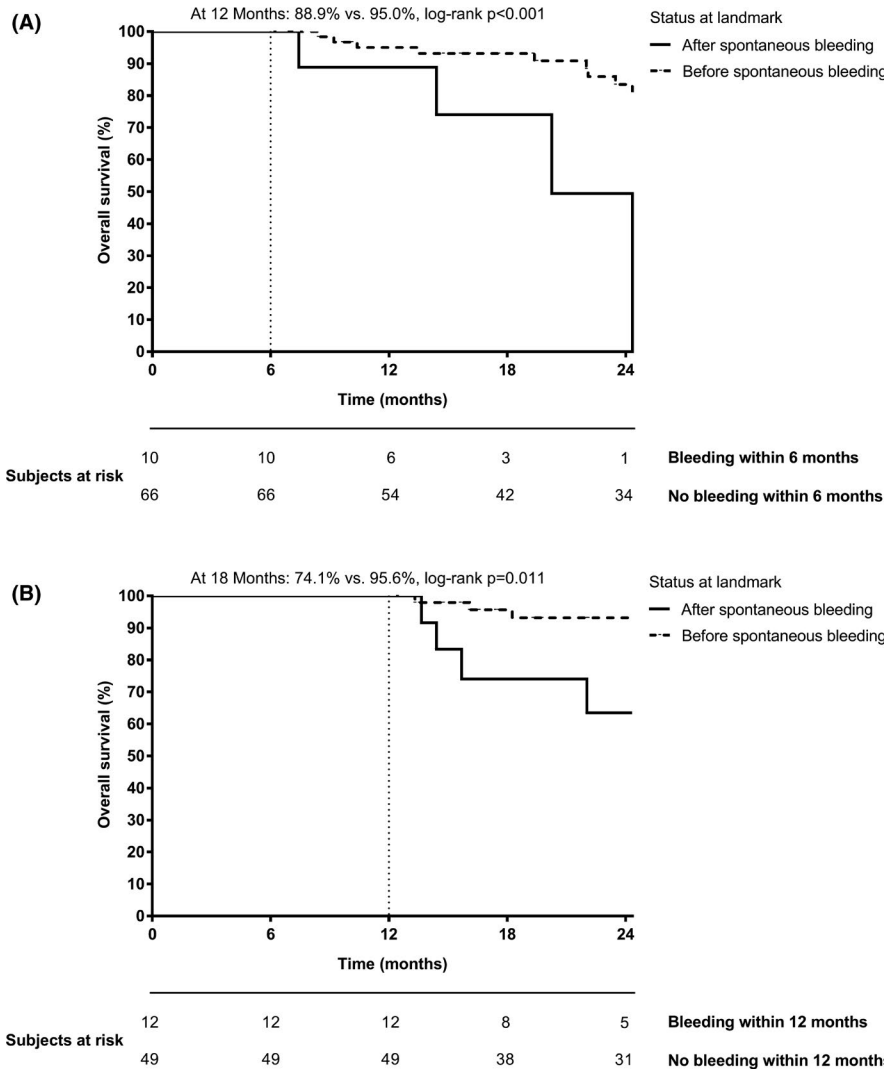 (A)
At 12 Months: 88.9% vs. 95.0%, log-rank p<0.001
Status at landmark
After spontaneous bleeding
Before spontaneous bleeding
Overall survival (%)
100
90
80
70
60
50
40
30
20
10
0
0 6 12 18 24
Time (months)
Subjects at risk
10 10 6 3 1 Bleeding within 6 months
66 66 54 42 34 No bleeding within 6 months
(B)
At 18 Months: 74.1% vs. 95.6%, log-rank p=0.011
Status at landmark
After spontaneous bleeding
Before spontaneous bleeding
Overall survival (%)
100
90
80
70
60
50
40
30
20
10
0
0 6 12 18 24
Time (months)
Subjects at risk
12 12 12 8 5 Bleeding within 12 months
49 49 49 38 31 No bleeding within 12 months